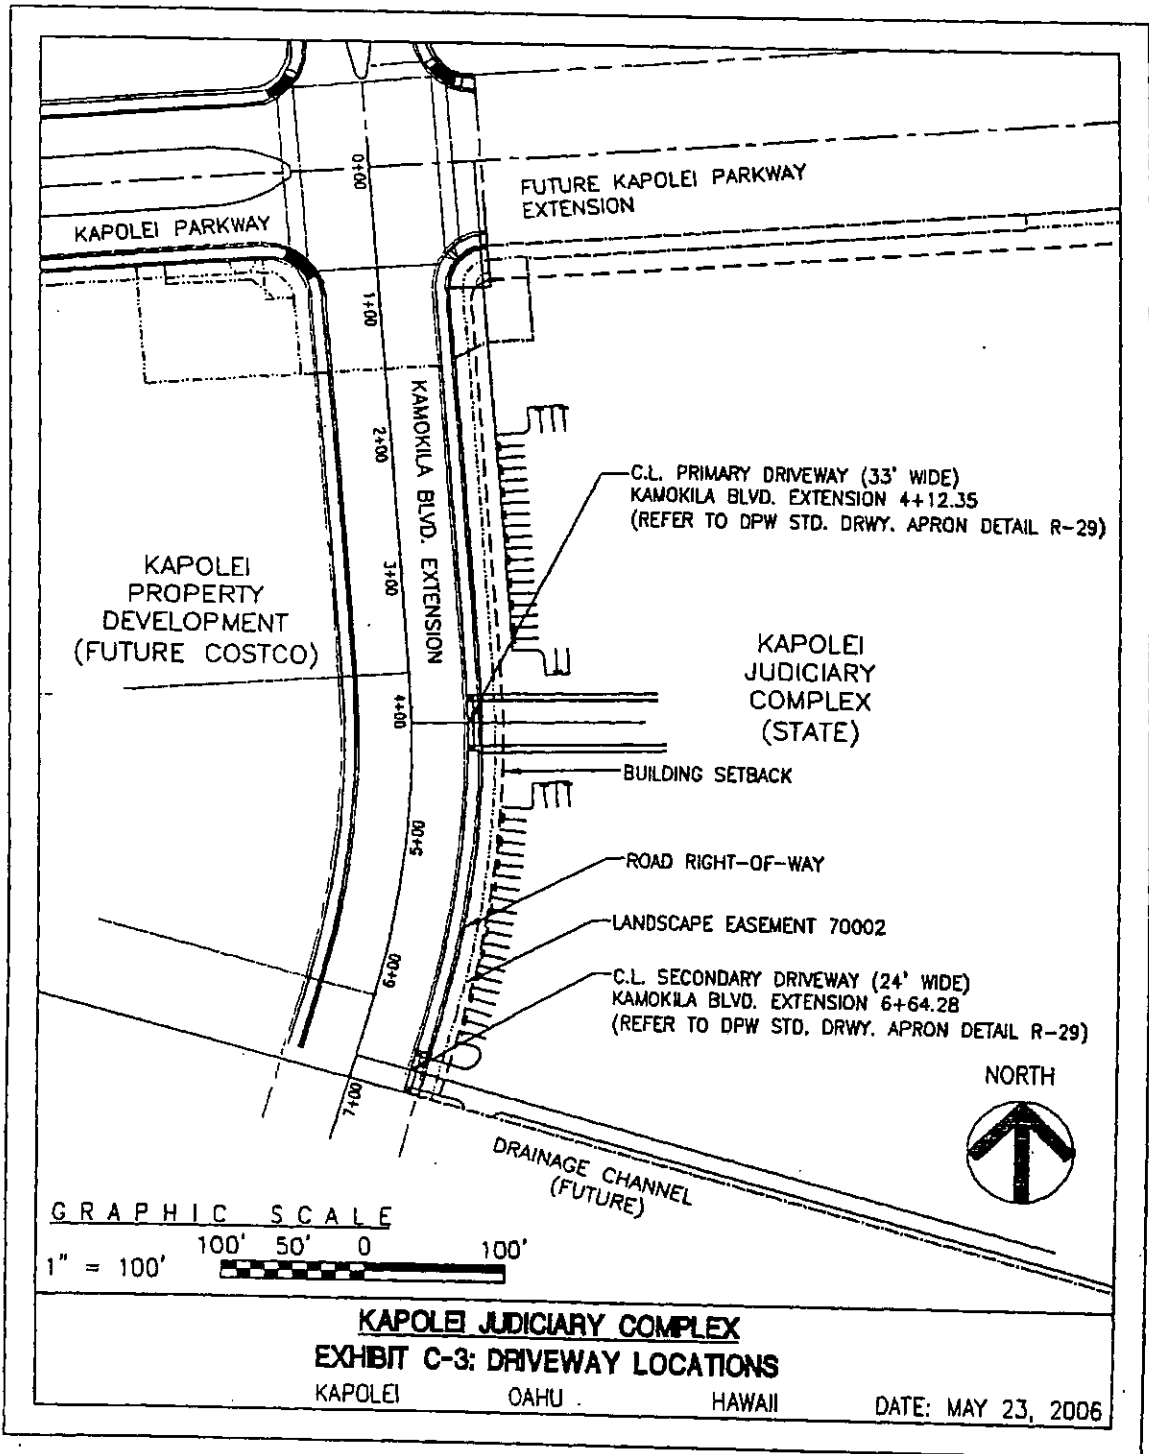 0+00
FUTURE KAPOLEI PARKWAY
EXTENSION
KAPOLEI PARKWAY
1+00
KAMOKILA BLVD. EXTENSION
2+00
C.L. PRIMARY DRIVEWAY (33' WIDE)
KAMOKILA BLVD. EXTENSION 4+12.35
(REFER TO DPW STD. DRWY. APRON DETAIL R-29)
3+00
KAPOLEI
PROPERTY
DEVELOPMENT
(FUTURE COSTCO)
KAPOLEI
JUDICIARY
COMPLEX
(STATE)
4+00
BUILDING SETBACK
5+00
ROAD RIGHT-OF-WAY
LANDSCAPE EASEMENT 70002
6+00
C.L. SECONDARY DRIVEWAY (24' WIDE)
KAMOKILA BLVD. EXTENSION 6+64.28
(REFER TO DPW STD. DRWY. APRON DETAIL R-29)
7+00
NORTH
DRAINAGE CHANNEL
(FUTURE)
GRAPHIC SCALE
100' 50' 0 100'
1" = 100'
KAPOLEI JUDICIARY COMPLEX
EXHIBIT C-3: DRIVEWAY LOCATIONS
KAPOLEI OAHU HAWAII DATE: MAY 23, 2006